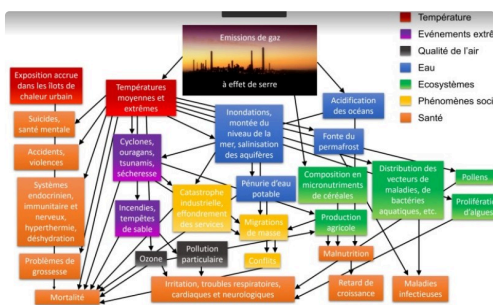 Emissions de gaz
à effet de serre
Température
Evénements extrê
Qualité de l'air
Eau
Ecosystèmes
Phénomènes soci
Santé
Exposition accrue
dans les îlots de
chaleur urbain
Températures
moyennes et
extrêmes
Acidification
des océans
Suicides,
santé mentale
Inondations,
montée du
niveau de la
mer, salinisation
des aquifères
Fonte du
permafrost
Accidents,
violences
Cyclones,
ouragans,
tsunamis,
sécheresse
Distribution des
vecteurs de
maladies, de
bactéries
aquatiques, etc.
Pollens
Composition en
micronutriments
de céréales
Systèmes
endocrinien,
immunitaire et
nerveux,
hyperthermie,
déshydration
Catastrophe
industrielle,
effondrement
des services
Pénurie d'eau
potable
Prolifération
d'algues
Incendies,
tempêtes
de sable
Migrations
de masse
Production
agricole
Problèmes de
grossesse
Ozone
Pollution
particulaire
Conflits
Malnutrition
Mortalité
Irritation, troubles respiratoires,
cardiaques et neurologiques
Retard de
croissance
Maladies
infectieuses